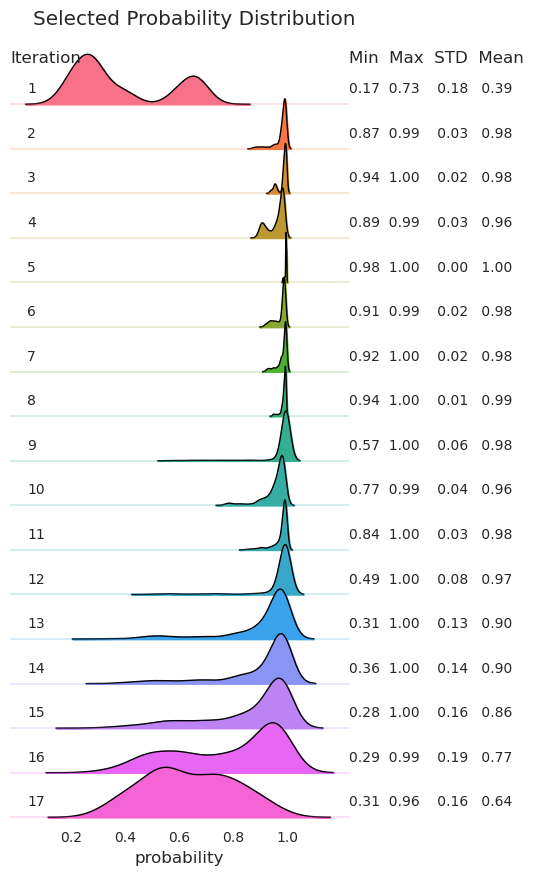 Selected Probability Distribution
Iteration Min Max STD Mean
1 0.17 0.73 0.18 0.39
2 0.87 0.99 0.03 0.98
3 0.94 1.00 0.02 0.98
4 0.89 0.99 0.03 0.96
5 0.98 1.00 0.00 1.00
6 0.91 0.99 0.02 0.98
7 0.92 1.00 0.02 0.98
8 0.94 1.00 0.01 0.99
9 0.57 1.00 0.06 0.98
10 0.77 0.99 0.04 0.96
11 0.84 1.00 0.03 0.98
12 0.49 1.00 0.08 0.97
13 0.31 1.00 0.13 0.90
14 0.36 1.00 0.14 0.90
15 0.28 1.00 0.16 0.86
16 0.29 0.99 0.19 0.77
17 0.31 0.96 0.16 0.64
0.2 0.4 0.6 0.8 1.0
probability